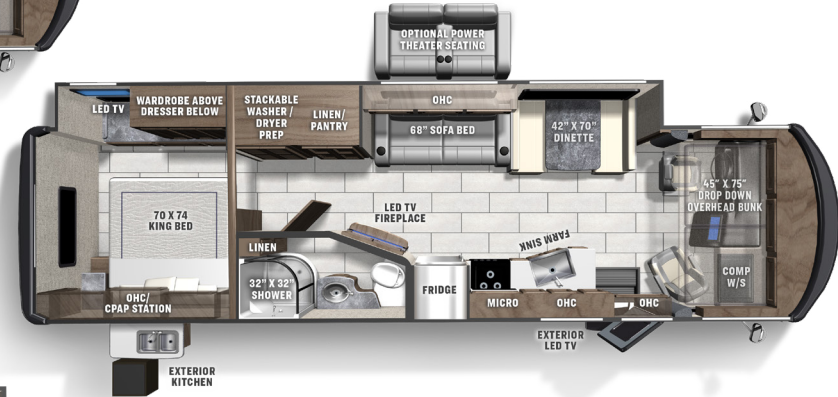 OPTIONAL POWER
THEATER SEATING
LED TV
WARDROBE ABOVE
DRESSER BELOW
STACKABLE
WASHER /
DRYER
PREP
LINEN/
PANTRY
OHC
68" SOFA BED
42" X 70"
DINETTE
45" X 75"
DROP DOWN
OVERHEAD BUNK
70 X 74
KING BED
LED TV
FIREPLACE
FARM SINK
LINEN
32" X 32"
SHOWER
FRIDGE
COMP
W/S
OHC/
CPAP STATION
MICRO
OHC
OHC
EXTERIOR
LED TV
EXTERIOR
KITCHEN